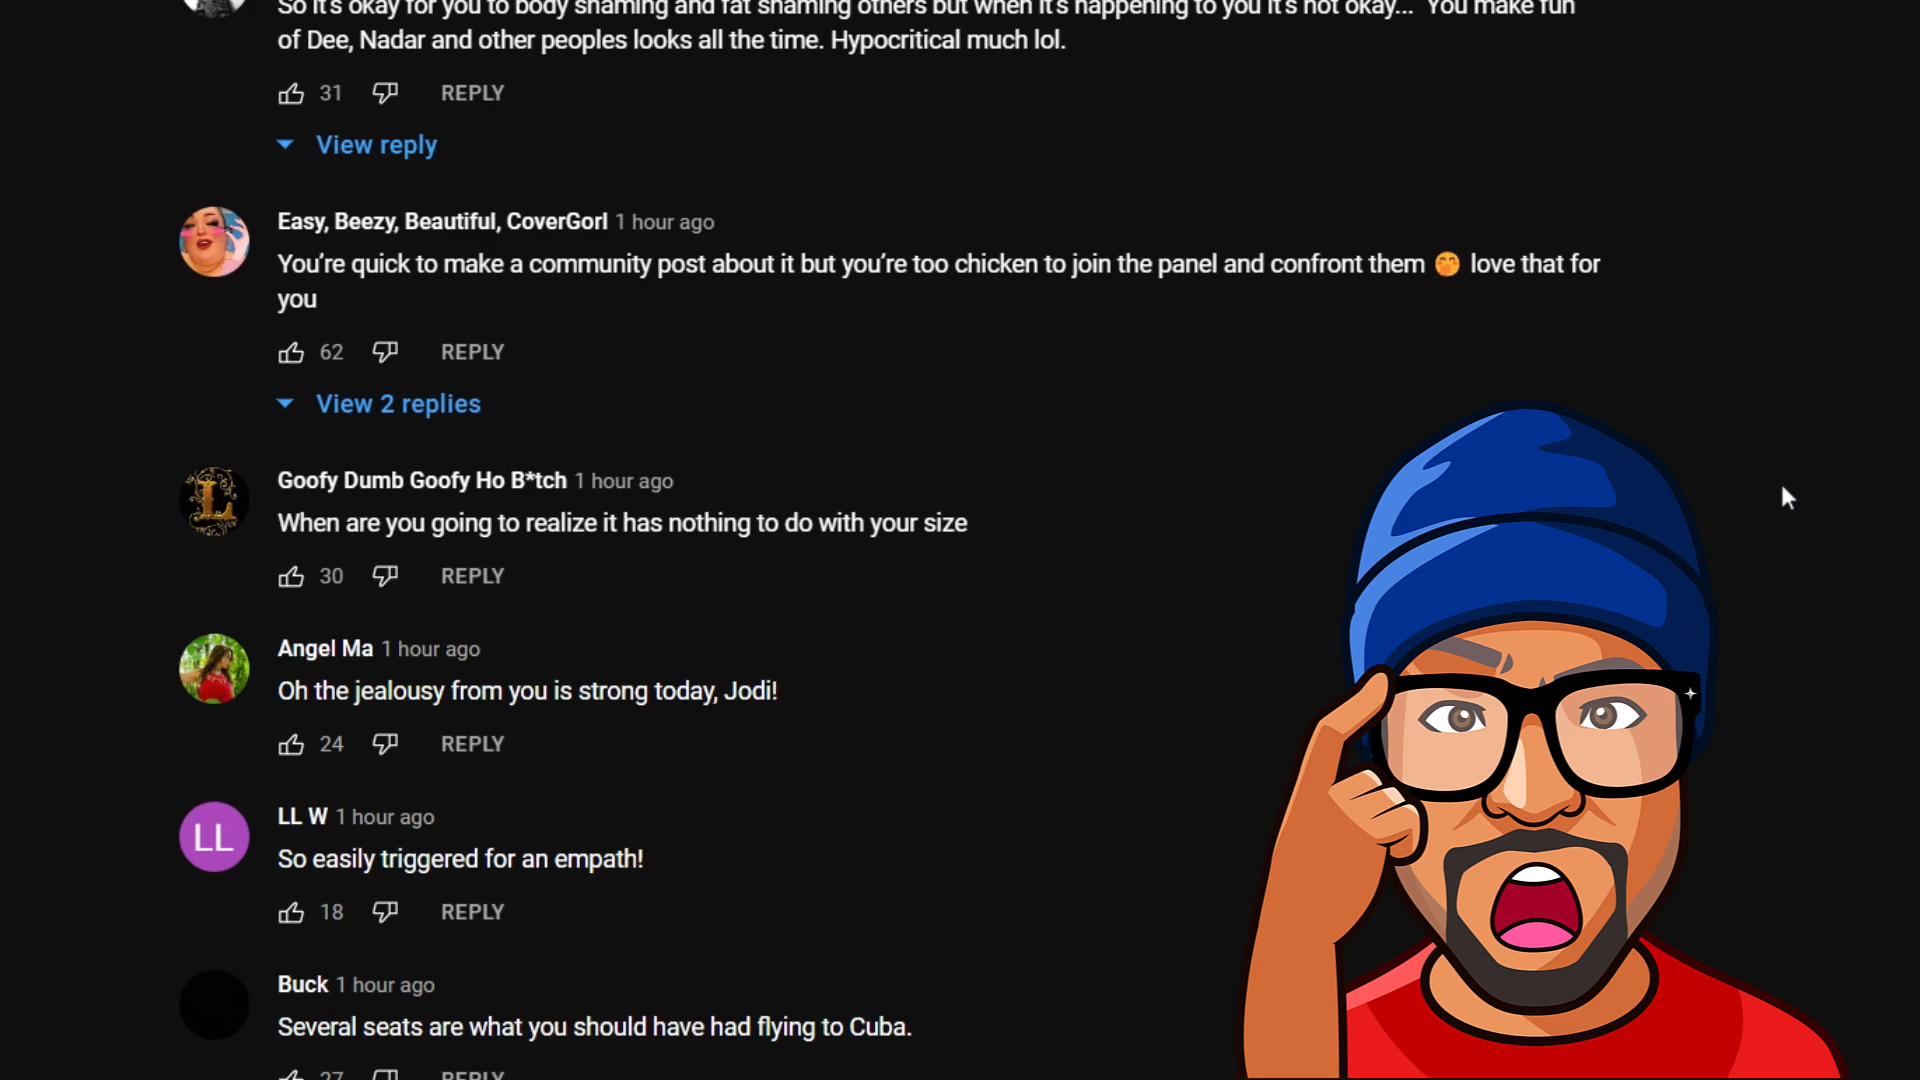 So it's okay for you to body shaming and fat shaming others but when it's happening to you it's not okay... You make fun
of Dee, Nadar and other peoples looks all the time. Hypocritical much lol.
31 REPLY
View reply
Easy, Beezy, Beautiful, CoverGorl 1 hour ago
You're quick to make a community post about it but you're too chicken to join the panel and confront them 🤭 love that for
you
62 REPLY
View 2 replies
L
Goofy Dumb Goofy Ho B*tch 1 hour ago
When are you going to realize it has nothing to do with your size
30 REPLY
Angel Ma 1 hour ago
Oh the jealousy from you is strong today, Jodi!
24 REPLY
LL
LL W 1 hour ago
So easily triggered for an empath!
18 REPLY
Buck 1 hour ago
Several seats are what you should have had flying to Cuba.
27 REPLY